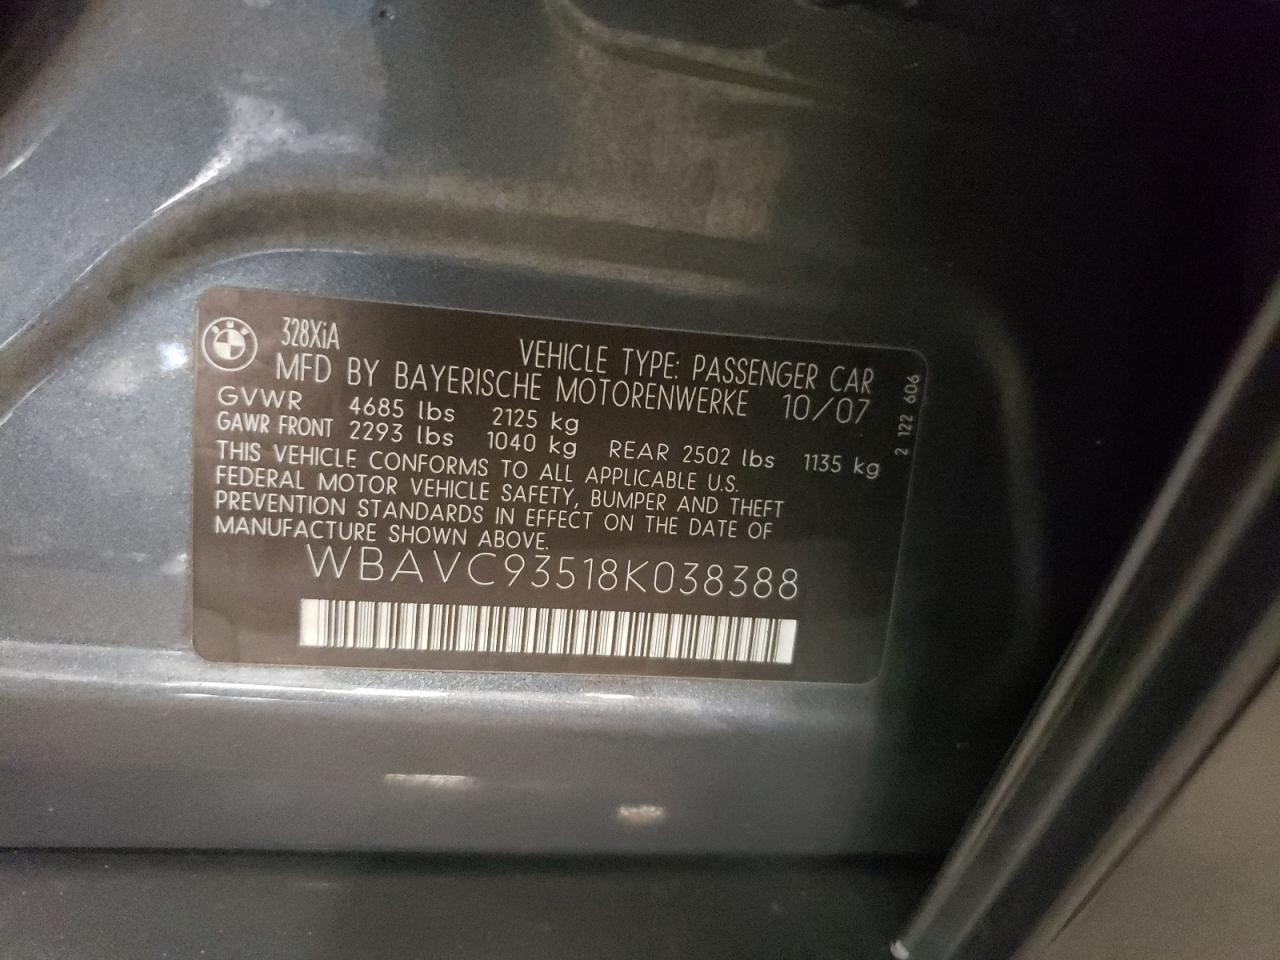 BMW
328XiA
VEHICLE TYPE: PASSENGER CAR
MFD BY BAYERISCHE MOTORENWERKE 10/07
GVWR 4685 lbs 2125 kg
GAWR FRONT 2293 lbs 1040 kg REAR 2502 lbs 1135 kg
THIS VEHICLE CONFORMS TO ALL APPLICABLE U.S.
FEDERAL MOTOR VEHICLE SAFETY, BUMPER AND THEFT
PREVENTION STANDARDS IN EFFECT ON THE DATE OF
MANUFACTURE SHOWN ABOVE.
WBAVC93518K038388
2 122 606